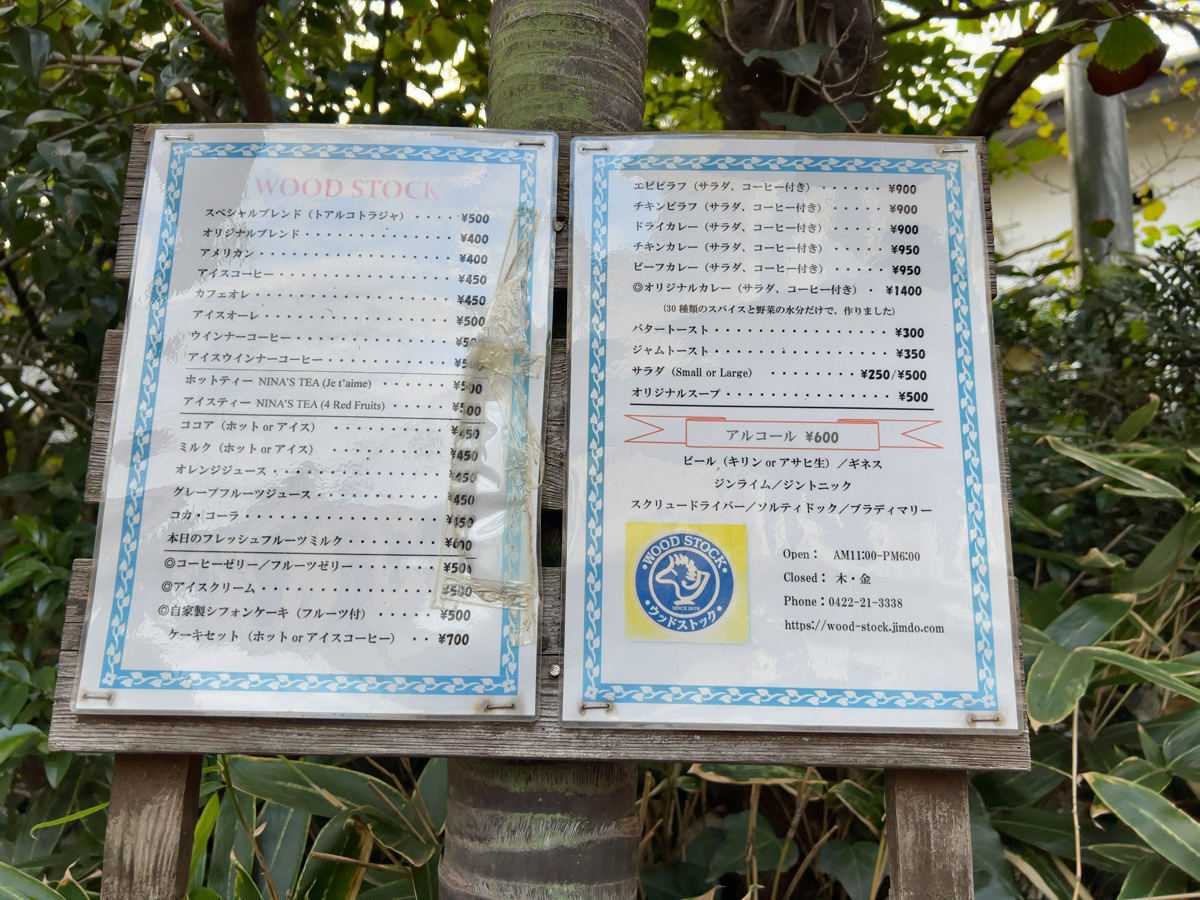 WOOD STOCK
スペシャルブレンド（トアルコトラジャ）・・・・¥500
オリジナルブレンド・・・・・・・・・・・・・¥400
アメリカン・・・・・・・・・・・・・・・・・¥400
アイスコーヒー・・・・・・・・・・・・・・・¥450
カフェオレ・・・・・・・・・・・・・・・・・¥450
アイスオーレ・・・・・・・・・・・・・・・・¥500
ウインナーコーヒー・・・・・・・・・・・・・¥500
アイスウインナーコーヒー・・・・・・・・・・
ホットティー NINA'S TEA (Je t'aime) ・・・・・・¥500
アイスティー NINA'S TEA (4 Red Fruits) ・・・・・¥500
ココア（ホット or アイス）・・・・・・・・・・¥450
ミルク（ホット or アイス）・・・・・・・・・・¥450
オレンジジュース・・・・・・・・・・・・・・¥450
グレープフルーツジュース・・・・・・・・・・¥450
コカ・コーラ・・・・・・・・・・・・・・・・¥450
本日のフレッシュフルーツミルク・・・・・・・・¥600
◎コーヒーゼリー／フルーツゼリー・・・・・・・¥500
◎アイスクリーム・・・・・・・・・・・・・・・¥500
◎自家製シフォンケーキ（フルーツ付）・・・・・¥500
ケーキセット（ホット or アイスコーヒー）・・¥700
エビピラフ（サラダ、コーヒー付き）・・・・・・¥900
チキンピラフ（サラダ、コーヒー付き）・・・・・¥900
ドライカレー（サラダ、コーヒー付き）・・・・・¥900
チキンカレー（サラダ、コーヒー付き）・・・・・¥950
ビーフカレー（サラダ、コーヒー付き）・・・・・¥950
◎オリジナルカレー（サラダ、コーヒー付き）・¥1400
（30 種類のスパイスと野菜の水分だけで、作りました）
バタートースト・・・・・・・・・・・・・・・¥300
ジャムトースト・・・・・・・・・・・・・・・¥350
サラダ（Small or Large）・・・・・・・・¥250/¥500
オリジナルスープ・・・・・・・・・・・・・・¥500
アルコール ¥600
ビール（キリン or アサヒ生）／ギネス
ジンライム／ジントニック
スクリュードライバー／ソルティドック／ブラディマリー
・WOOD STOCK・
SINCE 1979
ウッドストック
Open： AM11:00-PM6:00
Closed： 木・金
Phone：0422-21-3338
https://wood-stock.jimdo.com